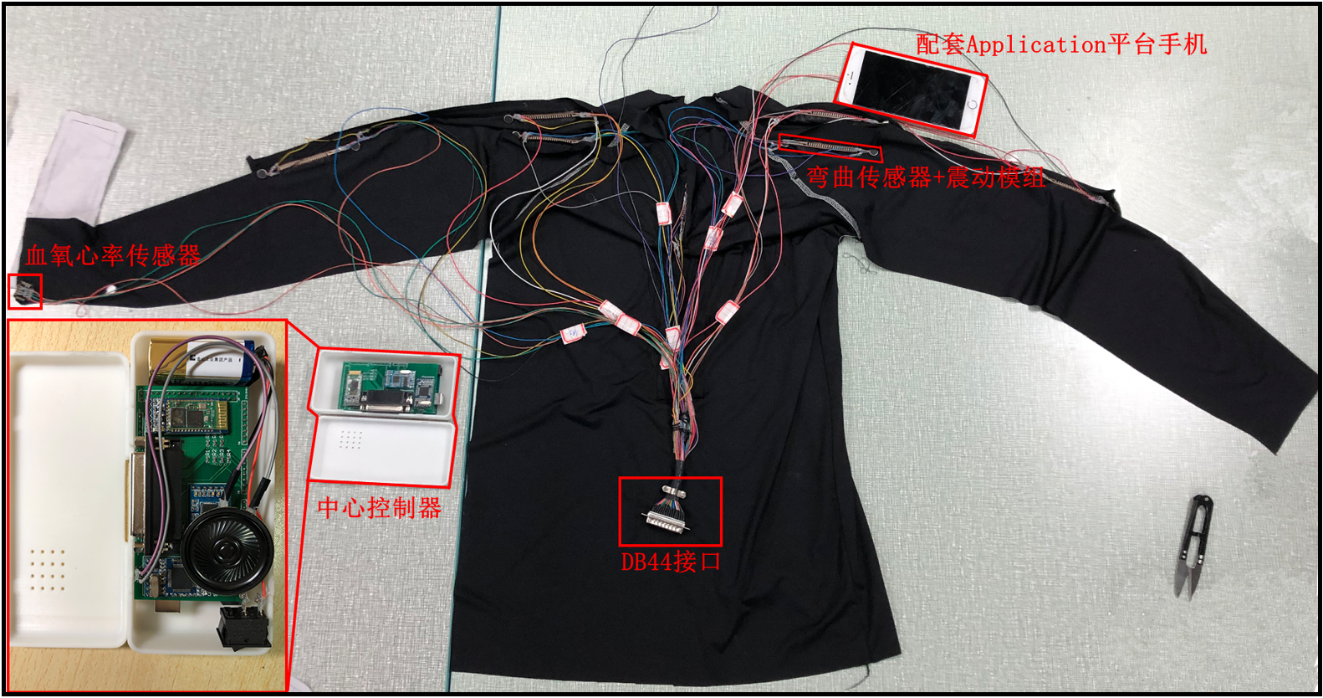 配套Application平台手机
弯曲传感器+震动模组
血氧心率传感器
中心控制器
DB44接口